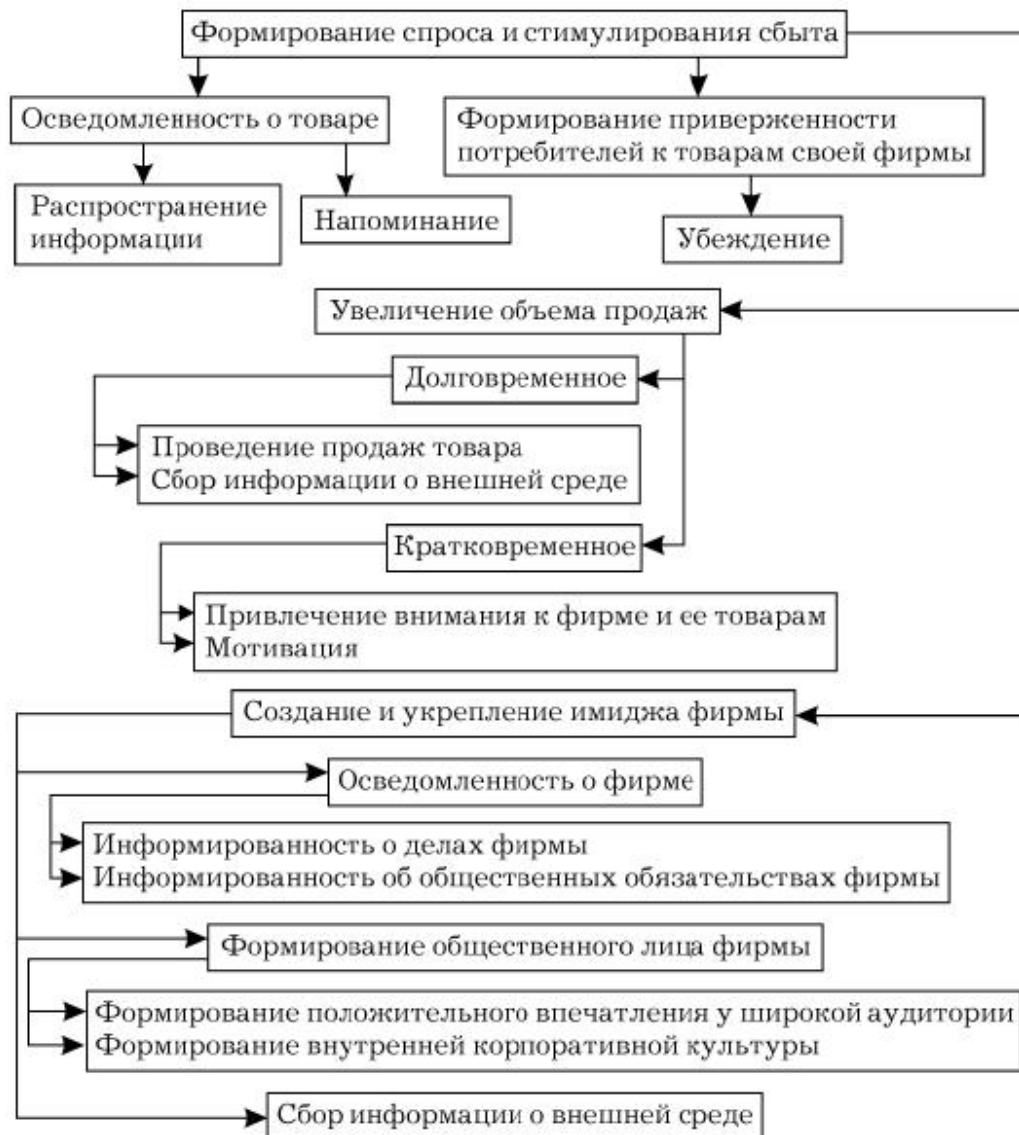 Формирование спроса и стимулирования сбыта
Осведомленность о товаре
Формирование приверженности
потребителей к товарам своей фирмы
Распространение
информации
Напоминание
Убеждение
Увеличение объема продаж
Долговременное
Проведение продаж товара
Сбор информации о внешней среде
Кратковременное
Привлечение внимания к фирме и ее товарам
Мотивация
Создание и укрепление имиджа фирмы
Осведомленность о фирме
Информированность о делах фирмы
Информированность об общественных обязательствах фирмы
Формирование общественного лица фирмы
Формирование положительного впечатления у широкой аудитории
Формирование внутренней корпоративной культуры
Сбор информации о внешней среде